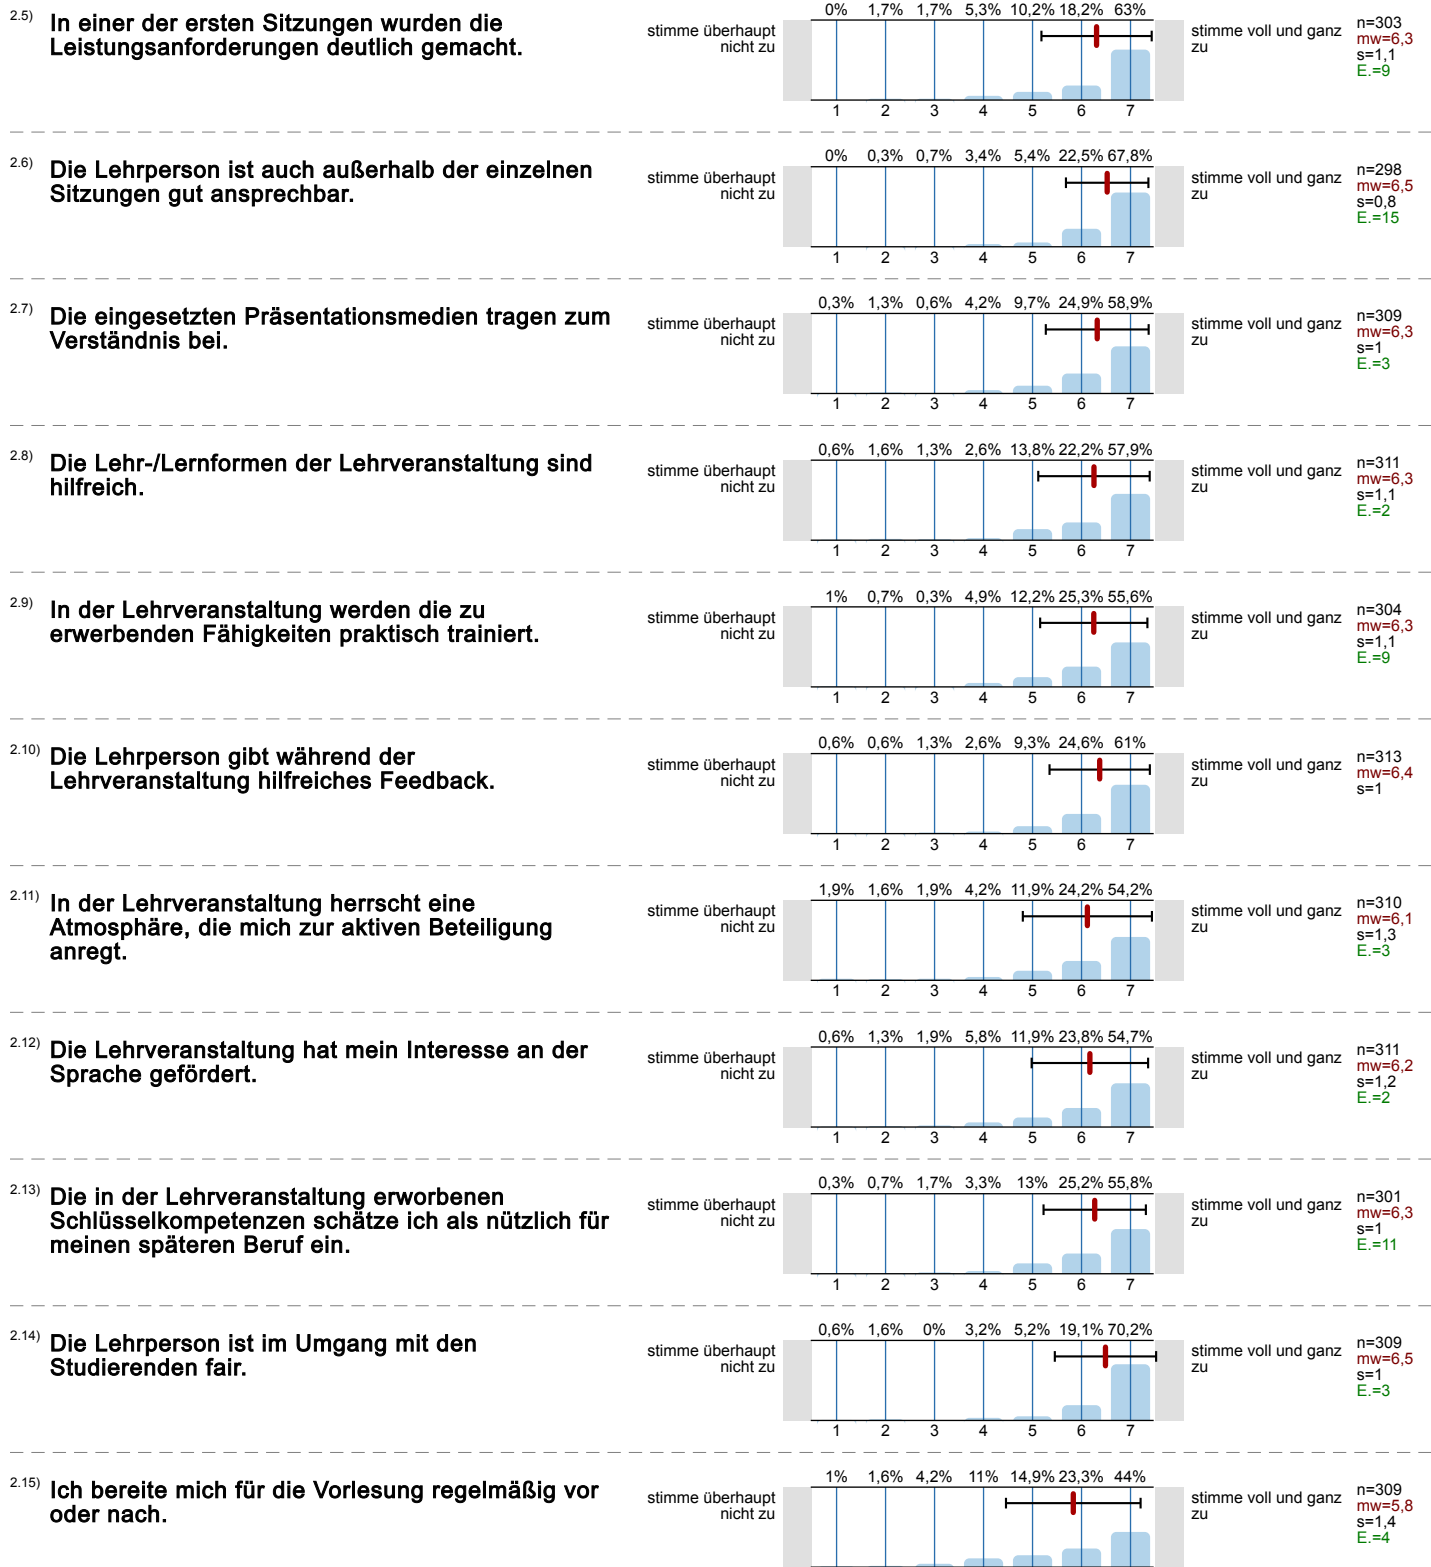 2.5) In einer der ersten Sitzungen wurden die
Leistungsanforderungen deutlich gemacht.
stimme überhaupt
nicht zu
0% 1,7% 1,7% 5,3% 10,2% 18,2% 63%
1 2 3 4 5 6 7
stimme voll und ganz
zu
n=303
mw=6,3
s=1,1
E.=9
2.6) Die Lehrperson ist auch außerhalb der einzelnen
Sitzungen gut ansprechbar.
stimme überhaupt
nicht zu
0% 0,3% 0,7% 3,4% 5,4% 22,5% 67,8%
1 2 3 4 5 6 7
stimme voll und ganz
zu
n=298
mw=6,5
s=0,8
E.=15
2.7) Die eingesetzten Präsentationsmedien tragen zum
Verständnis bei.
stimme überhaupt
nicht zu
0,3% 1,3% 0,6% 4,2% 9,7% 24,9% 58,9%
1 2 3 4 5 6 7
stimme voll und ganz
zu
n=309
mw=6,3
s=1
E.=3
2.8) Die Lehr-/Lernformen der Lehrveranstaltung sind
hilfreich.
stimme überhaupt
nicht zu
0,6% 1,6% 1,3% 2,6% 13,8% 22,2% 57,9%
1 2 3 4 5 6 7
stimme voll und ganz
zu
n=311
mw=6,3
s=1,1
E.=2
2.9) In der Lehrveranstaltung werden die zu
erwerbenden Fähigkeiten praktisch trainiert.
stimme überhaupt
nicht zu
1% 0,7% 0,3% 4,9% 12,2% 25,3% 55,6%
1 2 3 4 5 6 7
stimme voll und ganz
zu
n=304
mw=6,3
s=1,1
E.=9
2.10) Die Lehrperson gibt während der
Lehrveranstaltung hilfreiches Feedback.
stimme überhaupt
nicht zu
0,6% 0,6% 1,3% 2,6% 9,3% 24,6% 61%
1 2 3 4 5 6 7
stimme voll und ganz
zu
n=313
mw=6,4
s=1
2.11) In der Lehrveranstaltung herrscht eine
Atmosphäre, die mich zur aktiven Beteiligung
anregt.
stimme überhaupt
nicht zu
1,9% 1,6% 1,9% 4,2% 11,9% 24,2% 54,2%
1 2 3 4 5 6 7
stimme voll und ganz
zu
n=310
mw=6,1
s=1,3
E.=3
2.12) Die Lehrveranstaltung hat mein Interesse an der
Sprache gefördert.
stimme überhaupt
nicht zu
0,6% 1,3% 1,9% 5,8% 11,9% 23,8% 54,7%
1 2 3 4 5 6 7
stimme voll und ganz
zu
n=311
mw=6,2
s=1,2
E.=2
2.13) Die in der Lehrveranstaltung erworbenen
Schlüsselkompetenzen schätze ich als nützlich für
meinen späteren Beruf ein.
stimme überhaupt
nicht zu
0,3% 0,7% 1,7% 3,3% 13% 25,2% 55,8%
1 2 3 4 5 6 7
stimme voll und ganz
zu
n=301
mw=6,3
s=1
E.=11
2.14) Die Lehrperson ist im Umgang mit den
Studierenden fair.
stimme überhaupt
nicht zu
0,6% 1,6% 0% 3,2% 5,2% 19,1% 70,2%
1 2 3 4 5 6 7
stimme voll und ganz
zu
n=309
mw=6,5
s=1
E.=3
2.15) Ich bereite mich für die Vorlesung regelmäßig vor
oder nach.
stimme überhaupt
nicht zu
1% 1,6% 4,2% 11% 14,9% 23,3% 44%
stimme voll und ganz
zu
n=309
mw=5,8
s=1,4
E.=4